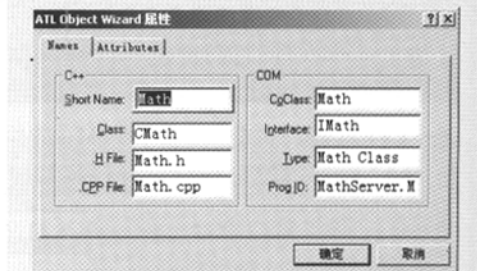 ATL Object Wizard 属性
Names Attributes
C++
Short Name: Math
Class: CMath
.H File: Math.h
.CPP File: Math.cpp
COM
CoClass: Math
Interface: IMath
Type: Math Class
Prog ID: MathServer.M
确定 取消